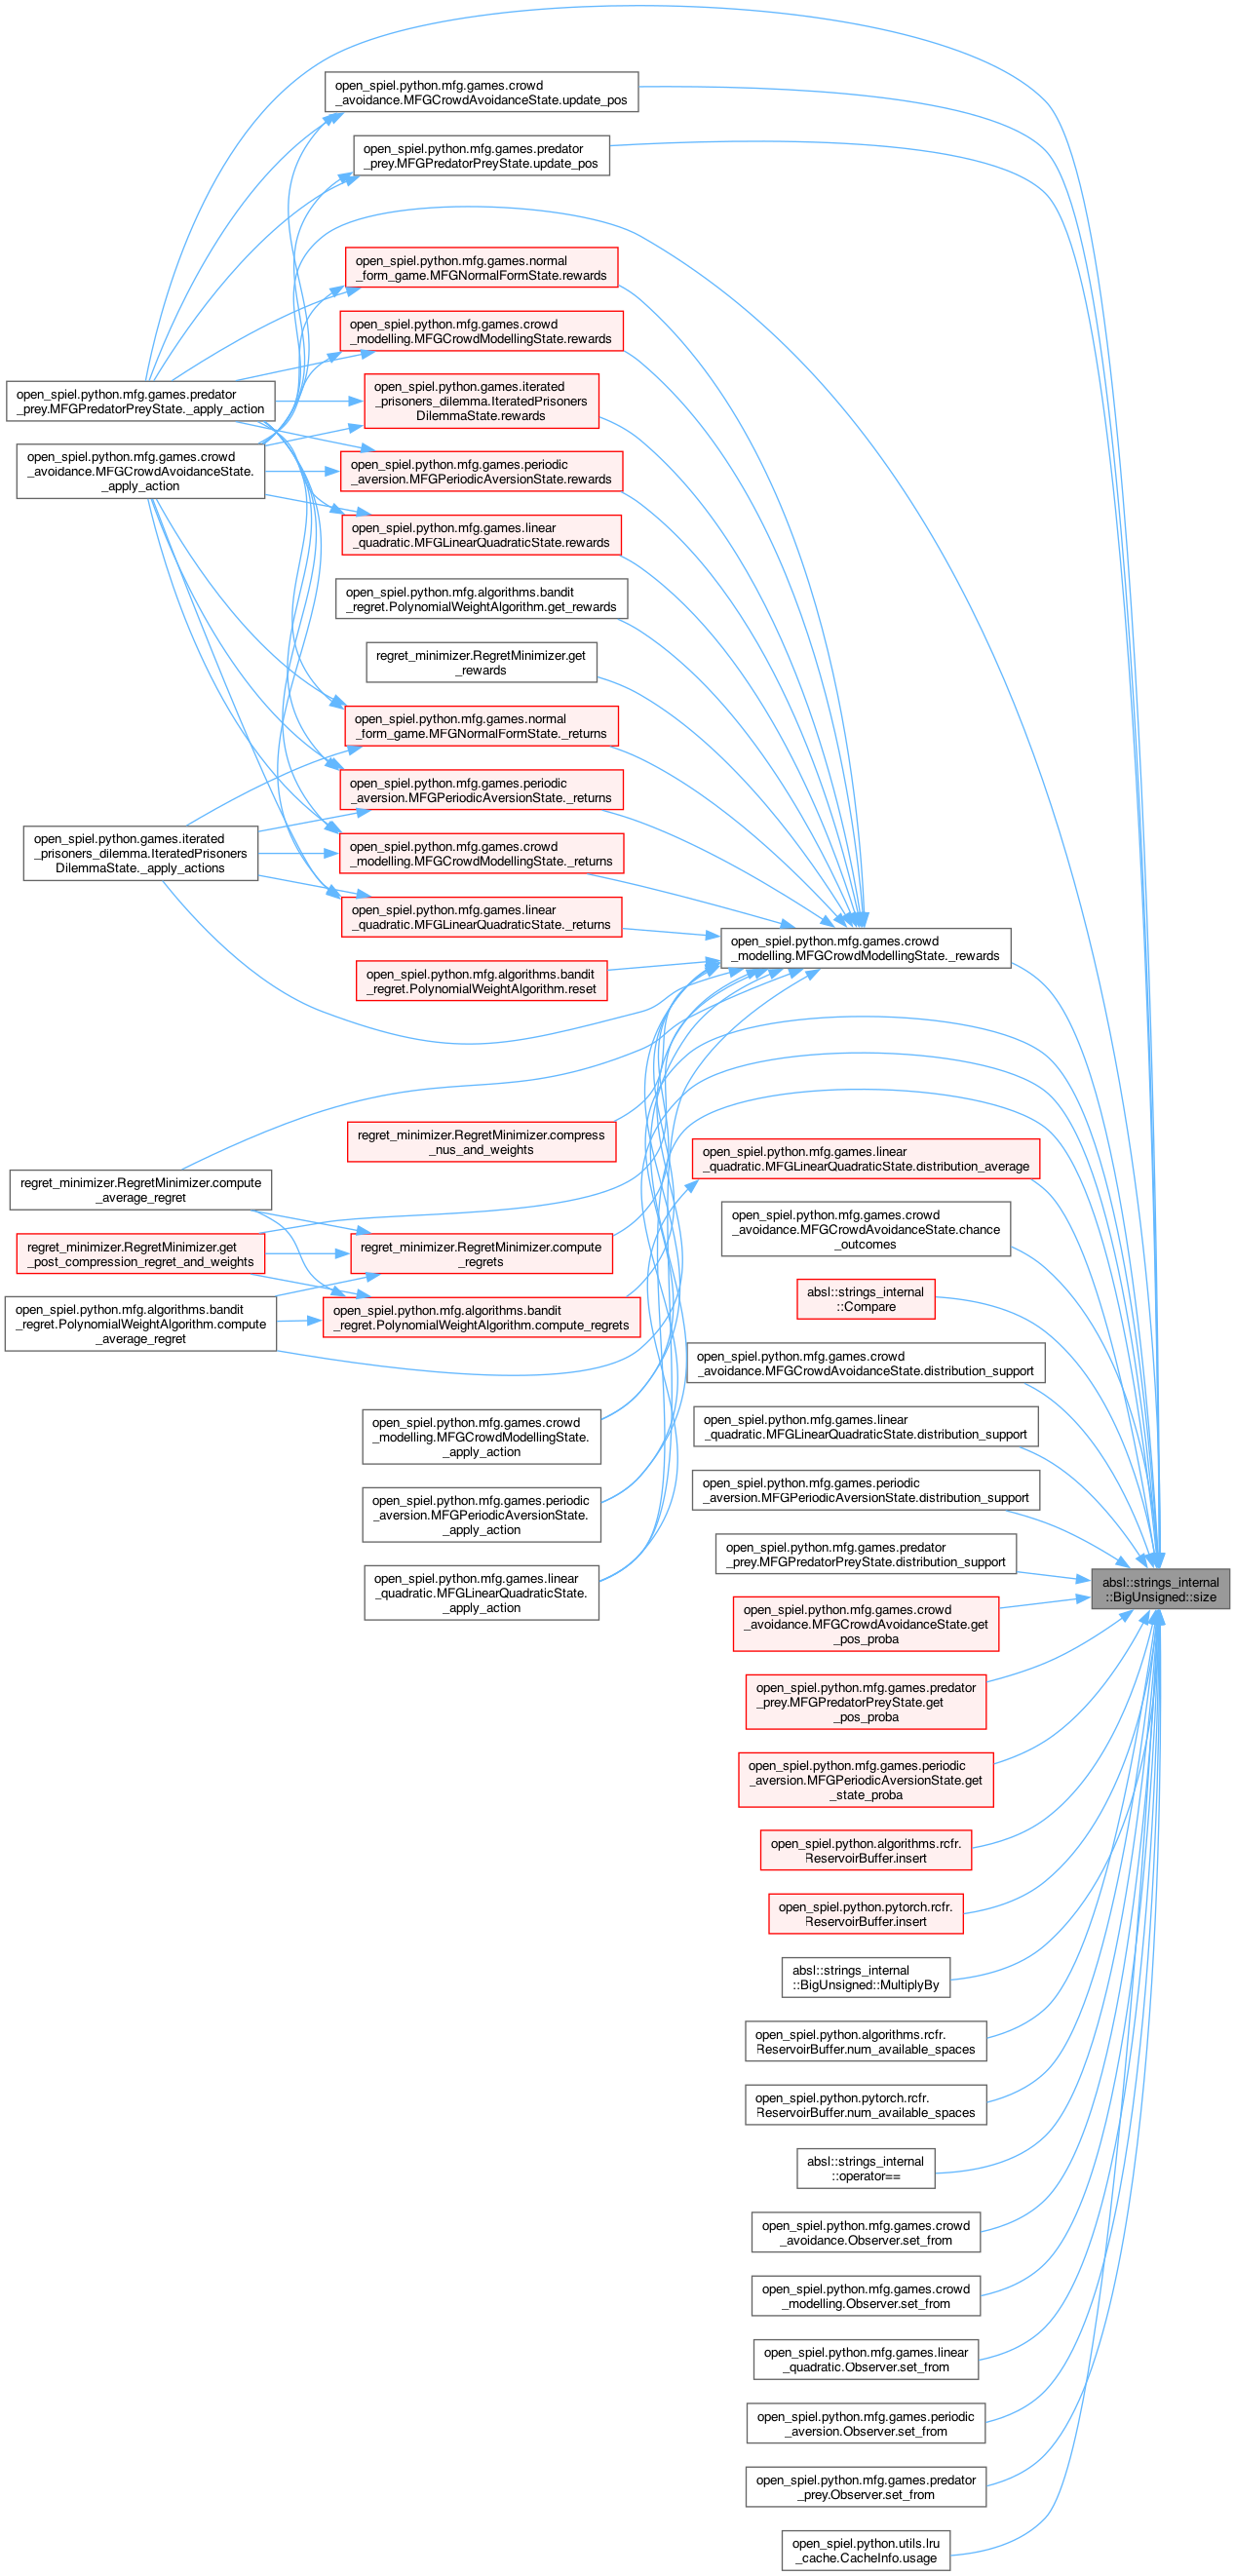 open_spiel.python.mfg.games.crowd
_avoidance.MFGCrowdAvoidanceState.update_pos
open_spiel.python.mfg.games.predator
_prey.MFGPredatorPreyState.update_pos
open_spiel.python.mfg.games.normal
_form_game.MFGNormalFormState.rewards
open_spiel.python.mfg.games.crowd
_modelling.MFGCrowdModellingState.rewards
open_spiel.python.games.iterated
_prisoners_dilemma.IteratedPrisoners
DilemmaState.rewards
open_spiel.python.mfg.games.predator
_prey.MFGPredatorPreyState._apply_action
open_spiel.python.mfg.games.crowd
_avoidance.MFGCrowdAvoidanceState.
_apply_action
open_spiel.python.mfg.games.periodic
_aversion.MFGPeriodicAversionState.rewards
open_spiel.python.mfg.games.linear
_quadratic.MFGLinearQuadraticState.rewards
open_spiel.python.mfg.algorithms.bandit
_regret.PolynomialWeightAlgorithm.get_rewards
regret_minimizer.RegretMinimizer.get
_rewards
open_spiel.python.mfg.games.normal
_form_game.MFGNormalFormState._returns
open_spiel.python.mfg.games.periodic
_aversion.MFGPeriodicAversionState._returns
open_spiel.python.games.iterated
_prisoners_dilemma.IteratedPrisoners
DilemmaState._apply_actions
open_spiel.python.mfg.games.crowd
_modelling.MFGCrowdModellingState._returns
open_spiel.python.mfg.games.linear
_quadratic.MFGLinearQuadraticState._returns
open_spiel.python.mfg.games.crowd
_modelling.MFGCrowdModellingState._rewards
open_spiel.python.mfg.algorithms.bandit
_regret.PolynomialWeightAlgorithm.reset
regret_minimizer.RegretMinimizer.compress
_nus_and_weights
open_spiel.python.mfg.games.linear
_quadratic.MFGLinearQuadraticState.distribution_average
regret_minimizer.RegretMinimizer.compute
_average_regret
open_spiel.python.mfg.games.crowd
_avoidance.MFGCrowdAvoidanceState.chance
_outcomes
regret_minimizer.RegretMinimizer.get
_post_compression_regret_and_weights
regret_minimizer.RegretMinimizer.compute
_regrets
absl::strings_internal
::Compare
open_spiel.python.mfg.algorithms.bandit
_regret.PolynomialWeightAlgorithm.compute
_average_regret
open_spiel.python.mfg.algorithms.bandit
_regret.PolynomialWeightAlgorithm.compute_regrets
open_spiel.python.mfg.games.crowd
_avoidance.MFGCrowdAvoidanceState.distribution_support
open_spiel.python.mfg.games.crowd
_modelling.MFGCrowdModellingState.
_apply_action
open_spiel.python.mfg.games.linear
_quadratic.MFGLinearQuadraticState.distribution_support
open_spiel.python.mfg.games.periodic
_aversion.MFGPeriodicAversionState.distribution_support
open_spiel.python.mfg.games.periodic
_aversion.MFGPeriodicAversionState.
_apply_action
open_spiel.python.mfg.games.predator
_prey.MFGPredatorPreyState.distribution_support
open_spiel.python.mfg.games.linear
_quadratic.MFGLinearQuadraticState.
_apply_action
absl::strings_internal
::BigUnsigned::size
open_spiel.python.mfg.games.crowd
_avoidance.MFGCrowdAvoidanceState.get
_pos_proba
open_spiel.python.mfg.games.predator
_prey.MFGPredatorPreyState.get
_pos_proba
open_spiel.python.mfg.games.periodic
_aversion.MFGPeriodicAversionState.get
_state_proba
open_spiel.python.algorithms.rcfr.
ReservoirBuffer.insert
open_spiel.python.pytorch.rcfr.
ReservoirBuffer.insert
absl::strings_internal
::BigUnsigned::MultiplyBy
open_spiel.python.algorithms.rcfr.
ReservoirBuffer.num_available_spaces
open_spiel.python.pytorch.rcfr.
ReservoirBuffer.num_available_spaces
absl::strings_internal
::operator==
open_spiel.python.mfg.games.crowd
_avoidance.Observer.set_from
open_spiel.python.mfg.games.crowd
_modelling.Observer.set_from
open_spiel.python.mfg.games.linear
_quadratic.Observer.set_from
open_spiel.python.mfg.games.periodic
_aversion.Observer.set_from
open_spiel.python.mfg.games.predator
_prey.Observer.set_from
open_spiel.python.utils.lru
_cache.CacheInfo.usage